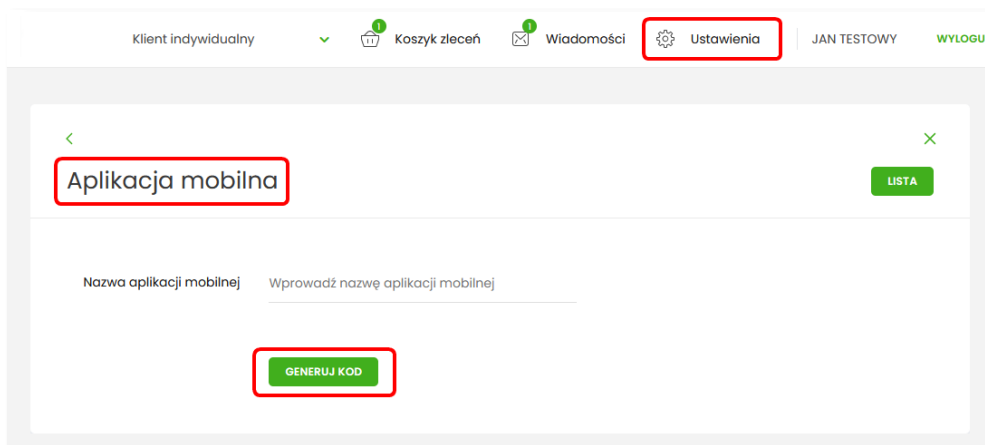 Klient indywidualny 1 Koszyk zleceń 1 Wiadomości Ustawienia JAN TESTOWY WYLOGU
Aplikacja mobilna
LISTA
Nazwa aplikacji mobilnej Wprowadź nazwę aplikacji mobilnej
GENERUJ KOD